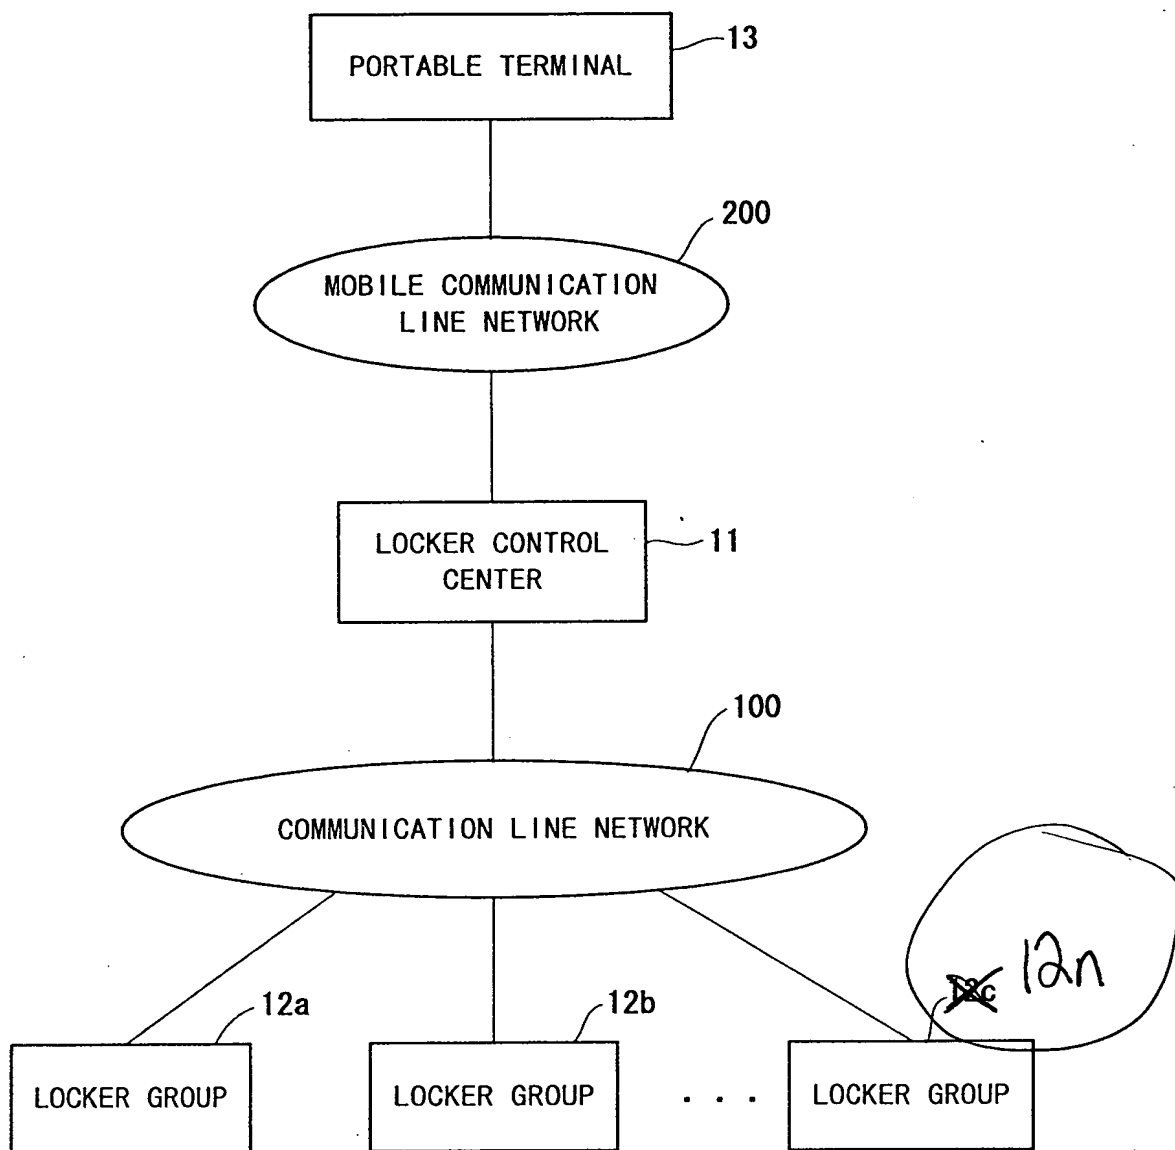 13
PORTABLE TERMINAL
200
MOBILE COMMUNICATION
LINE NETWORK
LOCKER CONTROL
CENTER
11
100
COMMUNICATION LINE NETWORK
12a
12b
12c 12n
LOCKER GROUP
LOCKER GROUP
. . .
LOCKER GROUP